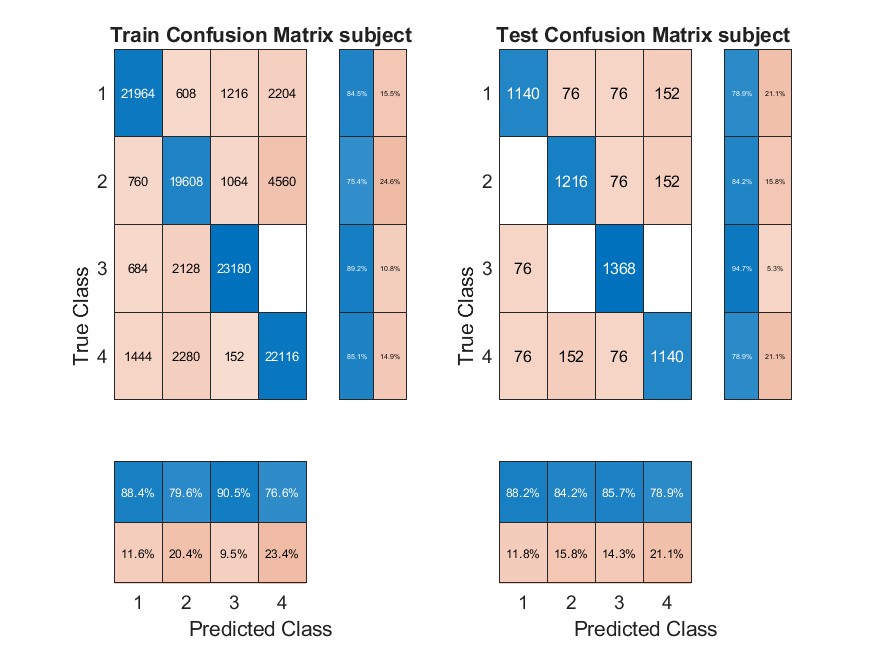 Train Confusion Matrix subject
1 21964 608 1216 2204 84.5% 15.5%
2 760 19608 1064 4560 75.4% 24.6%
3 684 2128 23180 89.2% 10.8%
4 1444 2280 152 22116 85.1% 14.9%
True Class
88.4% 79.6% 90.5% 76.6%
11.6% 20.4% 9.5% 23.4%
1 2 3 4
Predicted Class
Test Confusion Matrix subject
1 1140 76 76 152 78.9% 21.1%
2 1216 76 152 84.2% 15.8%
3 76 1368 94.7% 5.3%
4 76 152 76 1140 78.9% 21.1%
True Class
88.2% 84.2% 85.7% 78.9%
11.8% 15.8% 14.3% 21.1%
1 2 3 4
Predicted Class